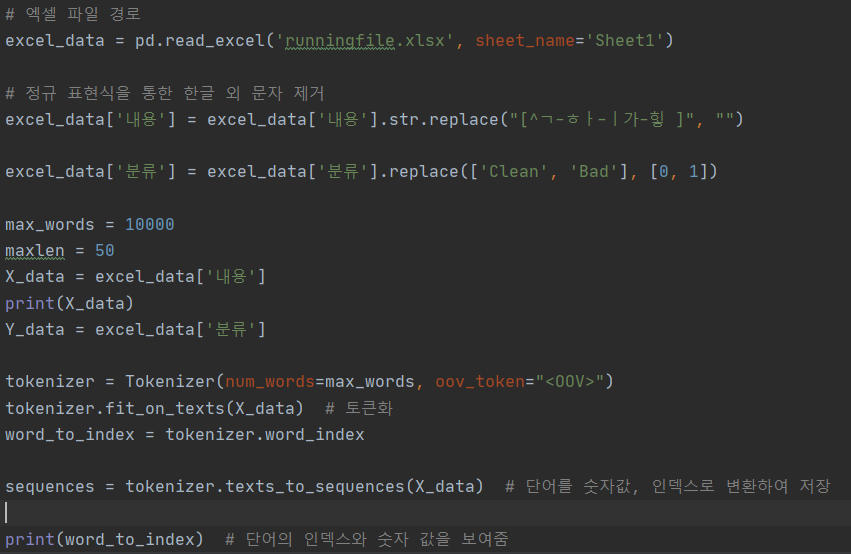 # 엑셀 파일 경로
excel_data = pd.read_excel('runningfile.xlsx', sheet_name='Sheet1')
# 정규 표현식을 통한 한글 외 문자 제거
excel_data['내용'] = excel_data['내용'].str.replace("[^ㄱ-ㅎㅏ-ㅣ가-힣 ]", "")
excel_data['분류'] = excel_data['분류'].replace(['Clean', 'Bad'], [0, 1])
max_words = 10000
maxlen = 50
X_data = excel_data['내용']
print(X_data)
Y_data = excel_data['분류']
tokenizer = Tokenizer(num_words=max_words, oov_token="<OOV>")
tokenizer.fit_on_texts(X_data)  # 토큰화
word_to_index = tokenizer.word_index
sequences = tokenizer.texts_to_sequences(X_data)  # 단어를 숫자값, 인덱스로 변환하여 저장
print(word_to_index)  # 단어의 인덱스와 숫자 값을 보여줌